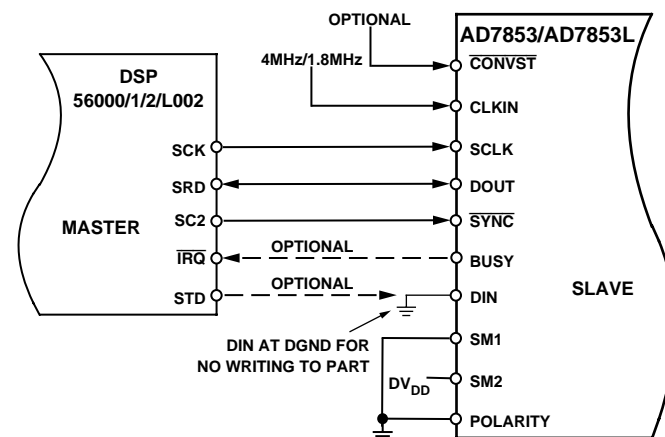 OPTIONAL
AD7853/AD7853L
4MHz/1.8MHz
CONVST
DSP
56000/1/2/L002
CLKIN
SCK
SCLK
SRD
DOUT
SC2
SYNC
MASTER
IRQ
OPTIONAL
BUSY
STD
OPTIONAL
DIN
SLAVE
DIN AT DGND FOR
NO WRITING TO PART
SM1
DVDD
SM2
POLARITY